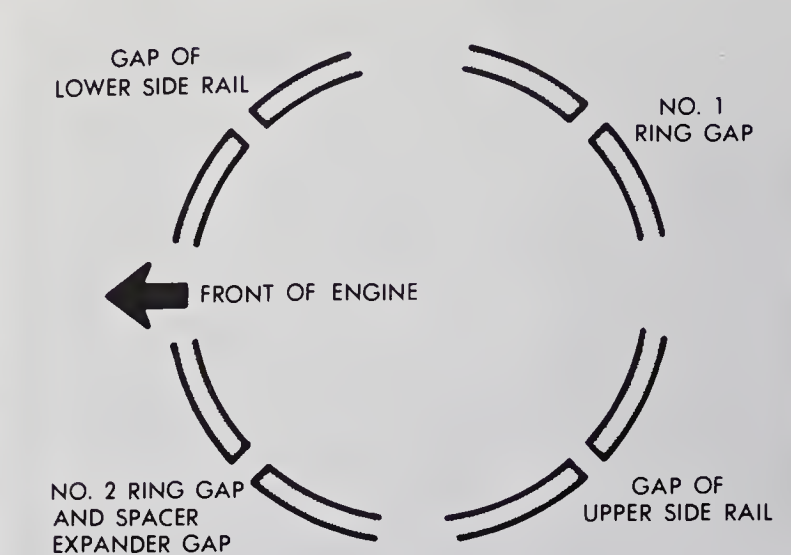 GAP OF
LOWER SIDE RAIL
NO. 1
RING GAP
FRONT OF ENGINE
NO. 2 RING GAP
AND SPACER
EXPANDER GAP
GAP OF
UPPER SIDE RAIL